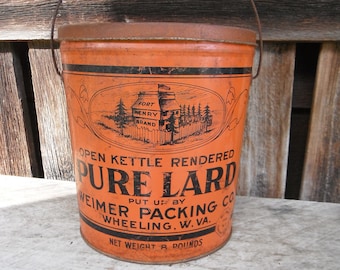 FORT
HENRY
BRAND
OPEN KETTLE RENDERED
PURE LARD
PUT UP BY
WEIMER PACKING CO.
WHEELING, W. VA.
NET WEIGHT 8 POUNDS